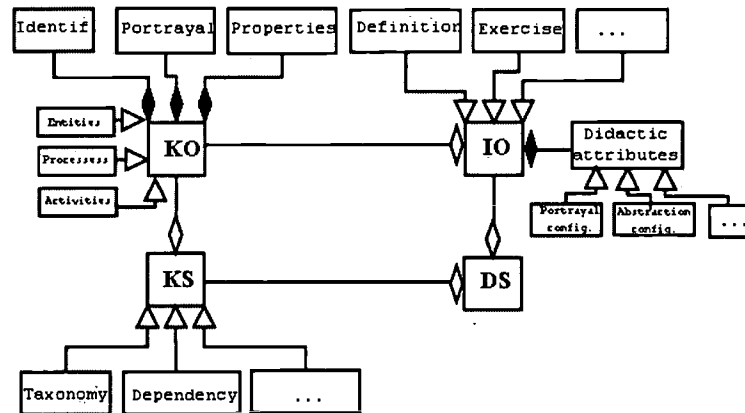 Identif
Portrayal
Properties
Definition
Exercise
...
Entities
Processess
Activities
KO
IO
Didactic
attributes
Portrayal
config.
Abstraction
config.
...
KS
DS
Taxonomy
Dependency
...